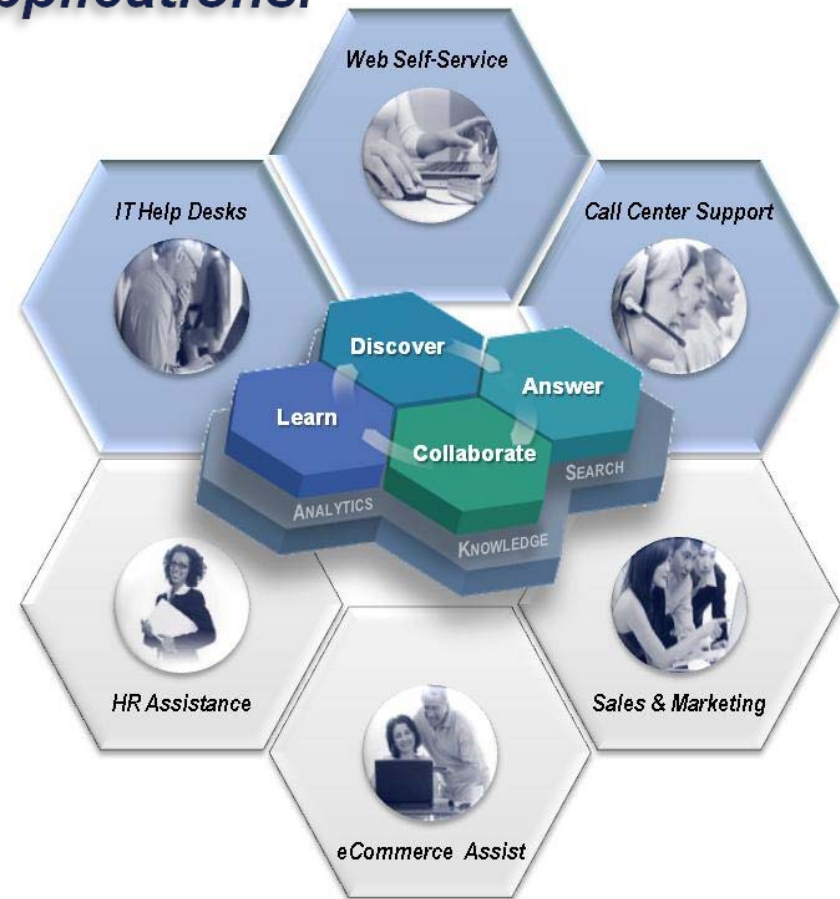 Web Self-Service
IT Help Desks
Call Center Support
Discover
Answer
Learn
Collaborate
SEARCH
ANALYTICS
KNOWLEDGE
HR Assistance
Sales & Marketing
eCommerce Assist